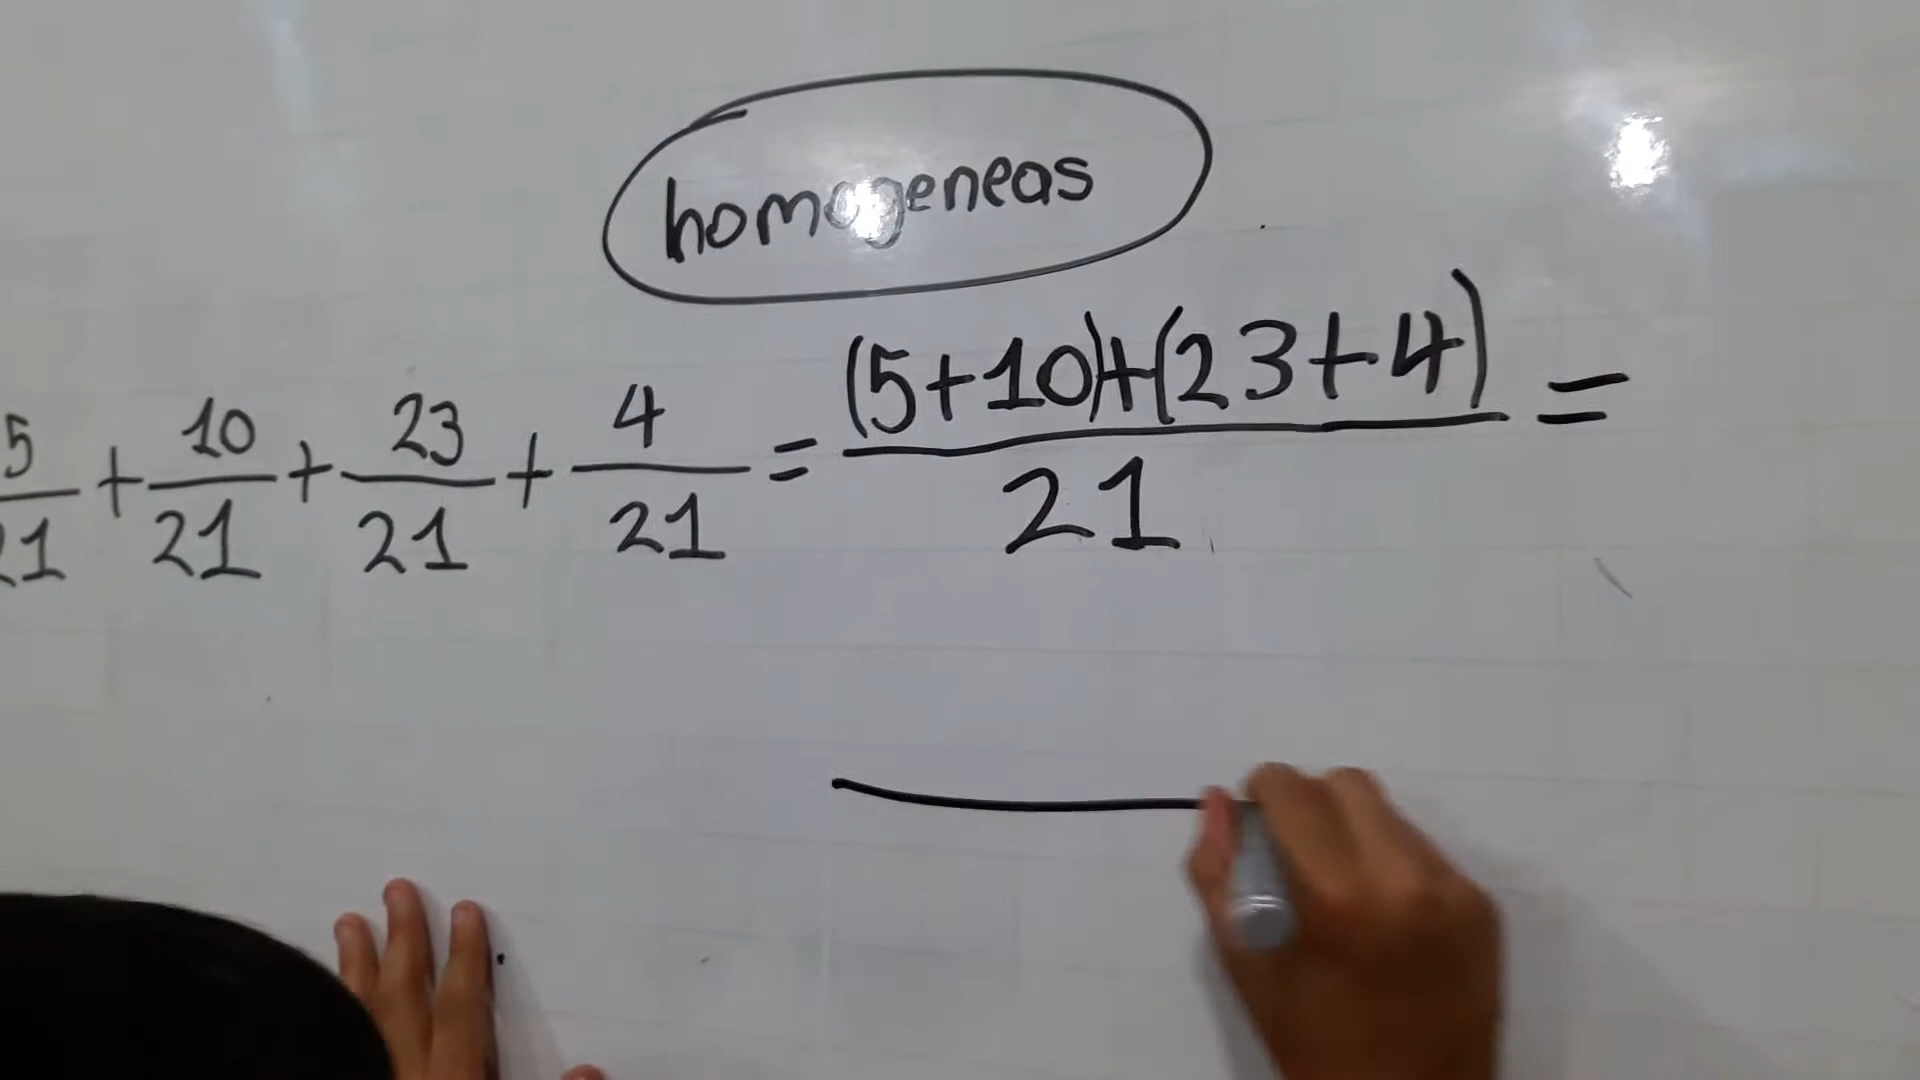 homogeneas
5/21 + 10/21 + 23/21 + 4/21 = (5+10)+(23+4)/21 =